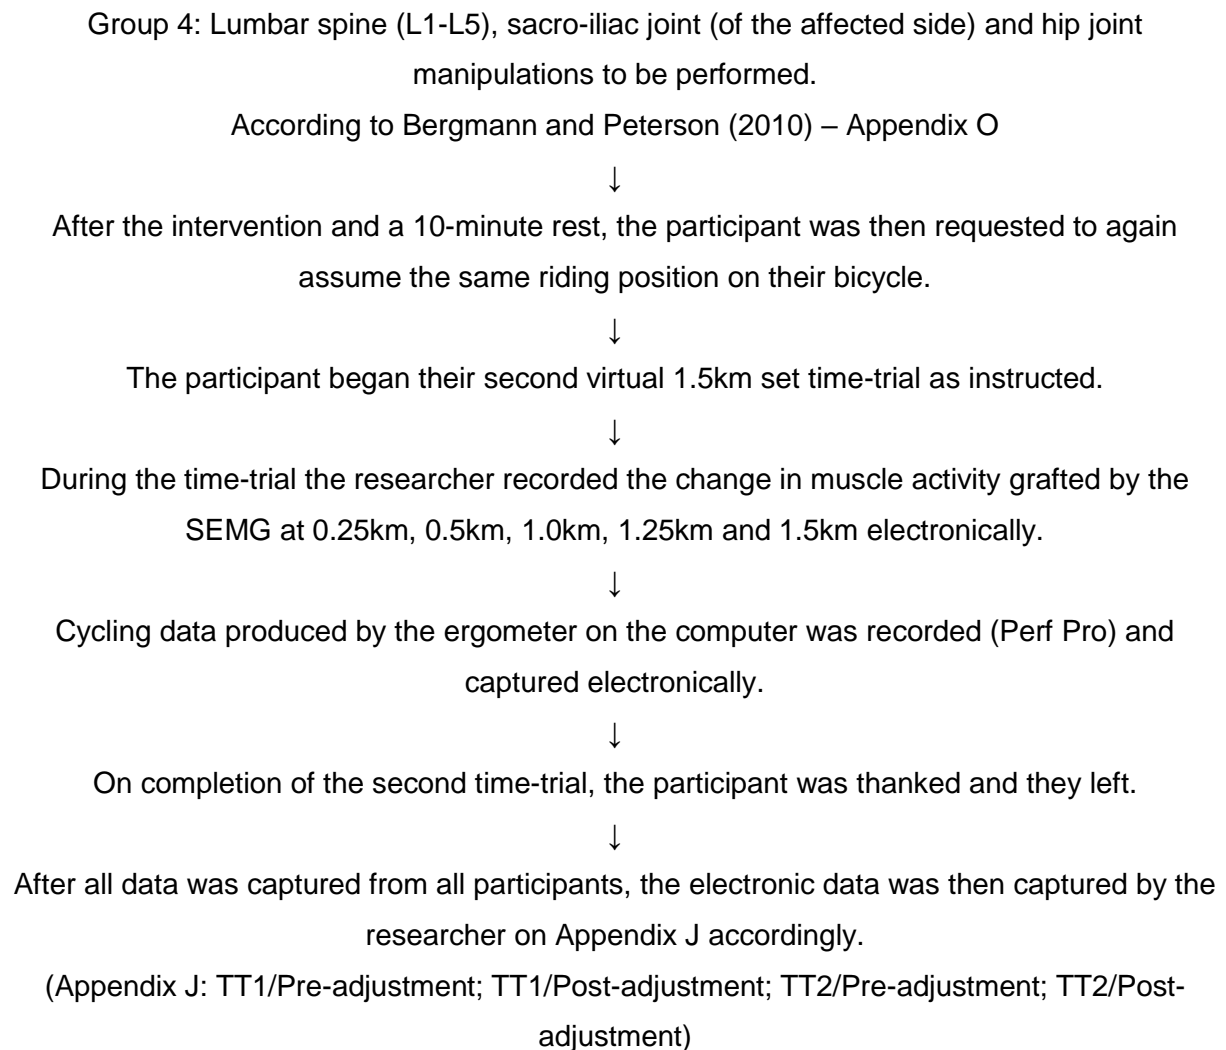 Group 4: Lumbar spine (L1-L5), sacro-iliac joint (of the affected side) and hip joint
manipulations to be performed.
According to Bergmann and Peterson (2010) – Appendix O
↓
After the intervention and a 10-minute rest, the participant was then requested to again
assume the same riding position on their bicycle.
↓
The participant began their second virtual 1.5km set time-trial as instructed.
↓
During the time-trial the researcher recorded the change in muscle activity grafted by the
SEMG at 0.25km, 0.5km, 1.0km, 1.25km and 1.5km electronically.
↓
Cycling data produced by the ergometer on the computer was recorded (Perf Pro) and
captured electronically.
↓
On completion of the second time-trial, the participant was thanked and they left.
↓
After all data was captured from all participants, the electronic data was then captured by the
researcher on Appendix J accordingly.
(Appendix J: TT1/Pre-adjustment; TT1/Post-adjustment; TT2/Pre-adjustment; TT2/Post-
adjustment)